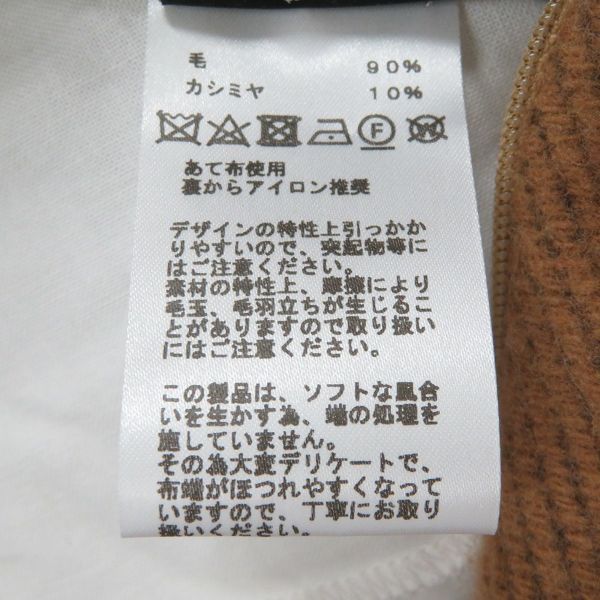 毛 90%
カシミヤ 10%
F W
あて布使用
裏からアイロン推奨
デザインの特性上引っかか
りやすいので、突起物等に
はご注意ください。
素材の特性上、摩擦により
毛玉、毛羽立ちが生じるこ
とがありますので取り扱い
にはご注意ください。
この製品は、ソフトな風合
いを生かす為、端の処理を
施していません。
その為大変デリケートで、
布端がほつれやすくなって
いますので、丁寧にお取り
扱いください。